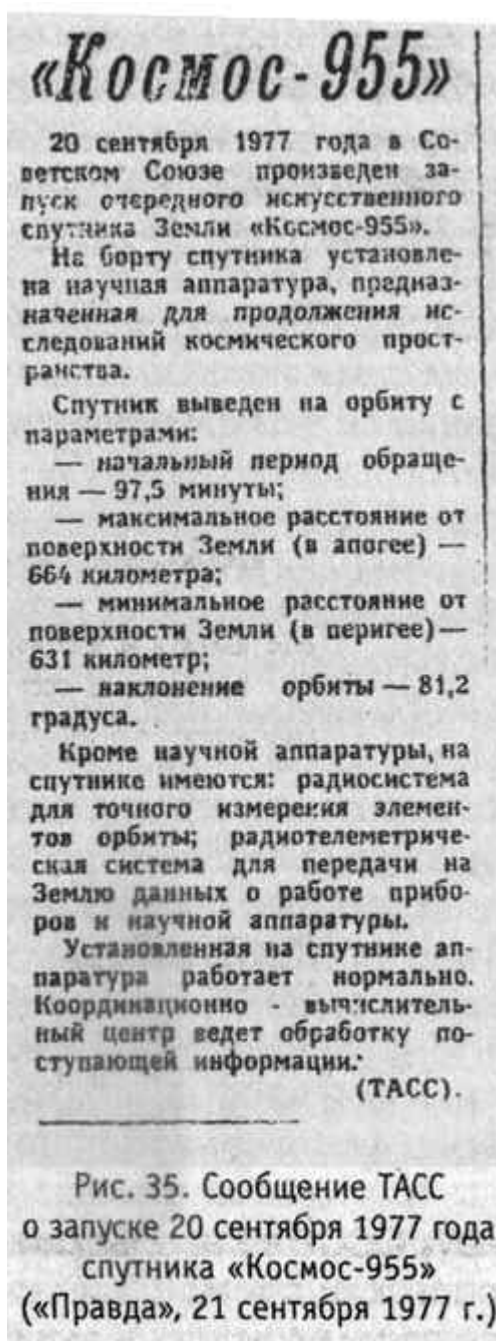 «Космос-955»
20 сентября 1977 года в Со-
ветском Союзе произведен за-
пуск очередного искусственного
спутника Земли «Космос-955».
На борту спутника установле-
на научная аппаратура, предназ-
наченная для продолжения ис-
следований космического прост-
ранства.
Спутник выведен на орбиту с
параметрами:
— начальный период обраще-
ния — 97,5 минуты;
— максимальное расстояние от
поверхности Земли (в апогее) —
664 километра;
— минимальное расстояние от
поверхности Земли (в перигее) —
631 километр;
— наклонение орбиты — 81,2
градуса.
Кроме научной аппаратуры, на
спутнике имеются: радиосистема
для точного измерения элемен-
тов орбиты; радиотелеметриче-
ская система для передачи на
Землю данных о работе прибо-
ров и научной аппаратуры.
Установленная на спутнике ап-
паратура работает нормально.
Координационно - вычислитель-
ный центр ведет обработку по-
ступающей информации.
(ТАСС).
Рис. 35. Сообщение ТАСС
о запуске 20 сентября 1977 года
спутника «Космос-955»
(«Правда», 21 сентября 1977 г.)